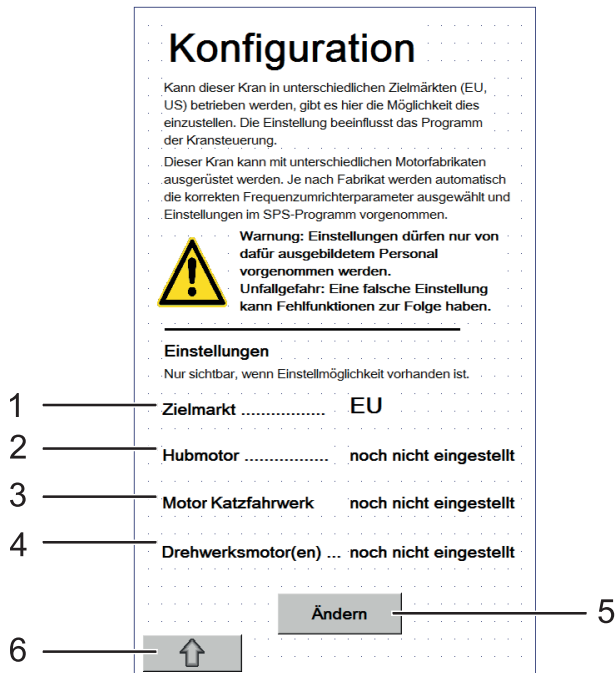 Konfiguration
Kann dieser Kran in unterschiedlichen Zielmärkten (EU,
US) betrieben werden, gibt es hier die Möglichkeit dies
einzustellen. Die Einstellung beeinflusst das Programm
der Kransteuerung.
Dieser Kran kann mit unterschiedlichen Motorfabrikaten
ausgerüstet werden. Je nach Fabrikat werden automatisch
die korrekten Frequenzumrichterparameter ausgewählt und
Einstellungen im SPS-Programm vorgenommen.
Warnung: Einstellungen dürfen nur von
dafür ausgebildetem Personal
vorgenommen werden.
Unfallgefahr: Eine falsche Einstellung
kann Fehlfunktionen zur Folge haben.
Einstellungen
Nur sichtbar, wenn Einstellmöglichkeit vorhanden ist.
1 Zielmarkt ................. EU
2 Hubmotor ................. noch nicht eingestellt
3 Motor Katzfahrwerk noch nicht eingestellt
4 Drehwerksmotor(en) ... noch nicht eingestellt
Ändern 5
6